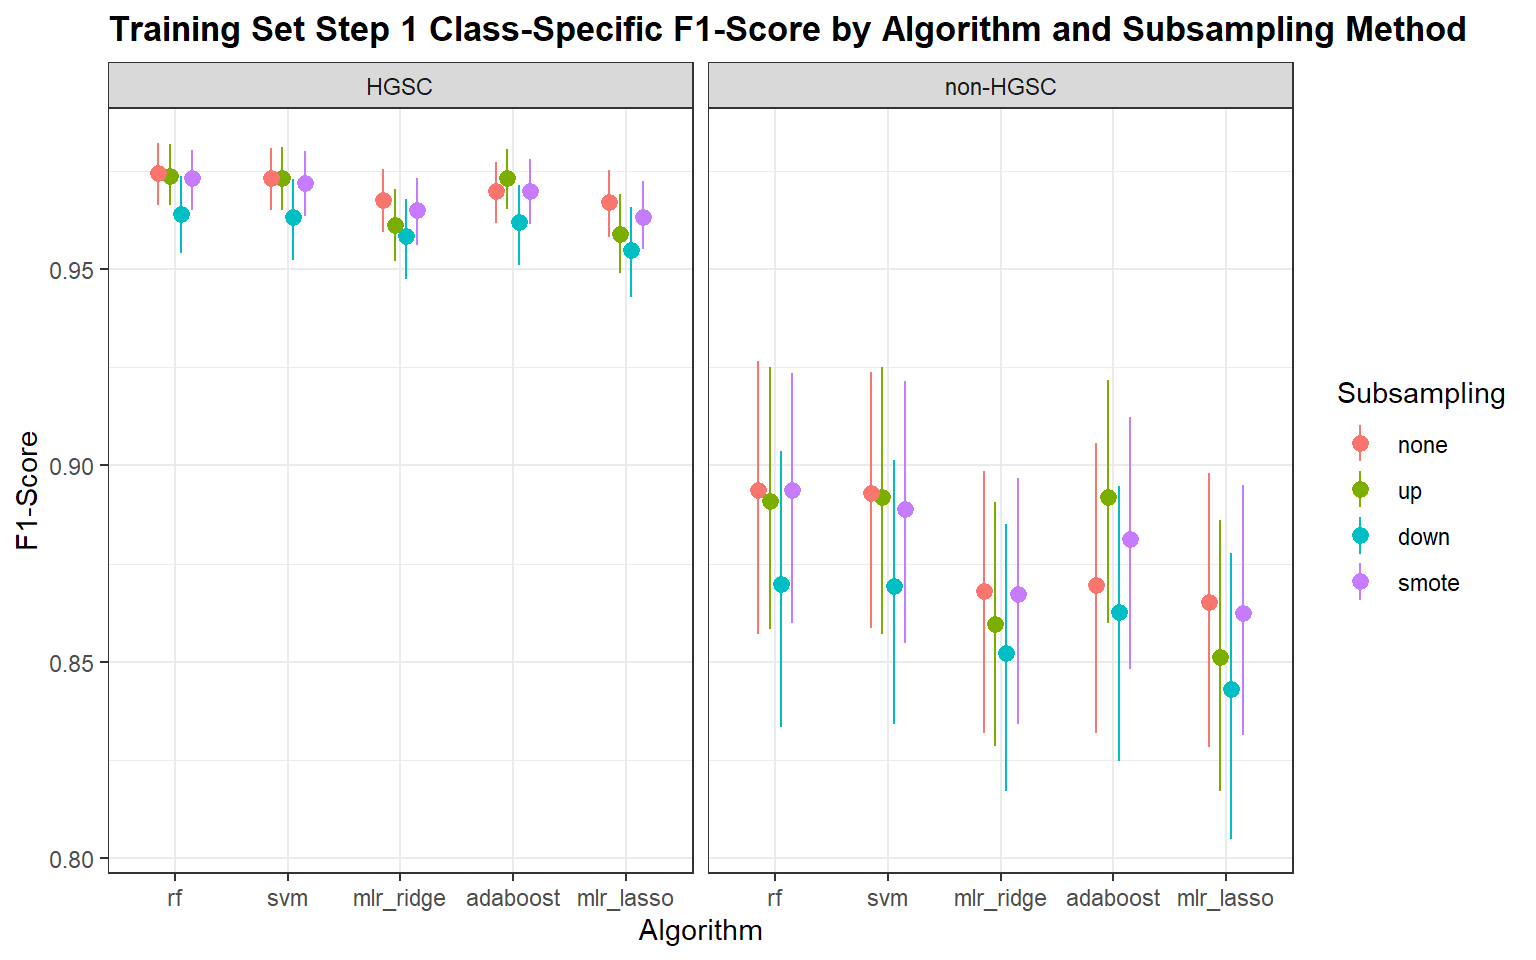 Training Set Step 1 Class-Specific F1-Score by Algorithm and Subsampling Method
HGSC
non-HGSC
F1-Score
0.95
0.90
0.85
0.80
rf svm mlr_ridge adaboost mlr_lasso
rf svm mlr_ridge adaboost mlr_lasso
Algorithm
Subsampling
none
up
down
smote